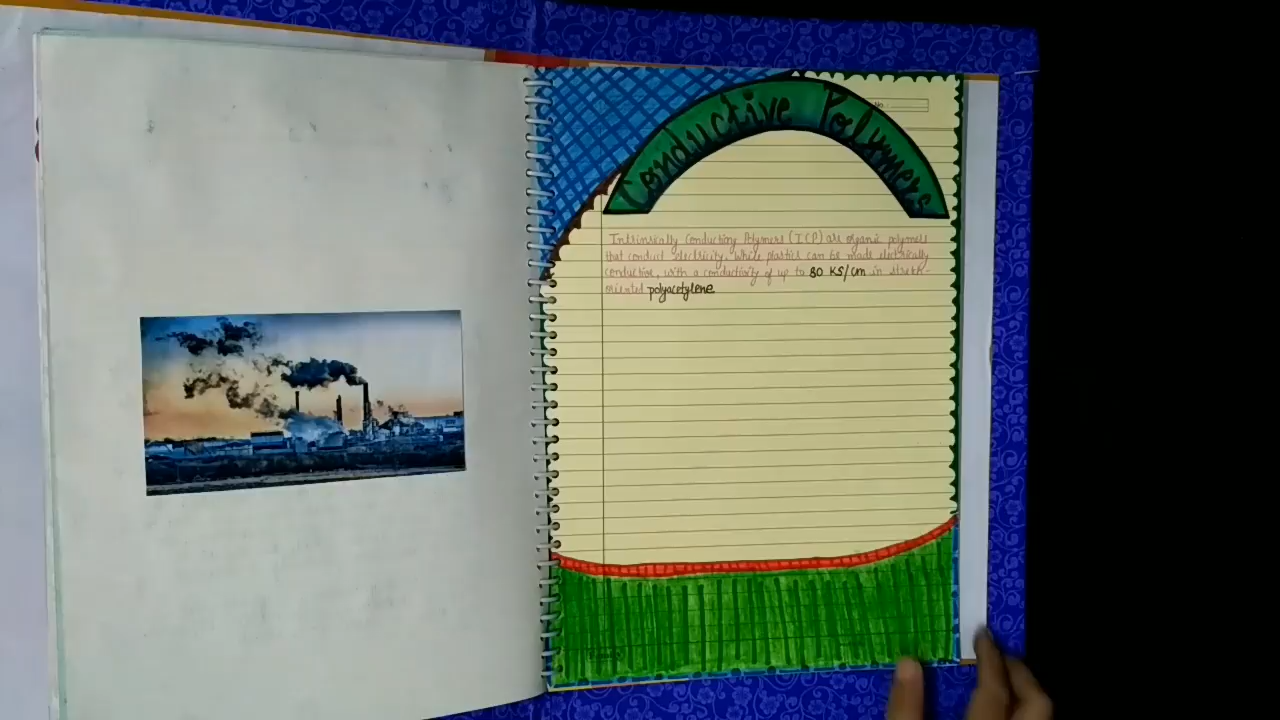 Conductive Polymers
No.
Intrinsically Conducting Polymers (ICP) are organic polymers
that conduct electricity. While plastics can be made electrically
conductive, with a conductivity of up to 80 KS/cm in stretch-
oriented polyacetylene